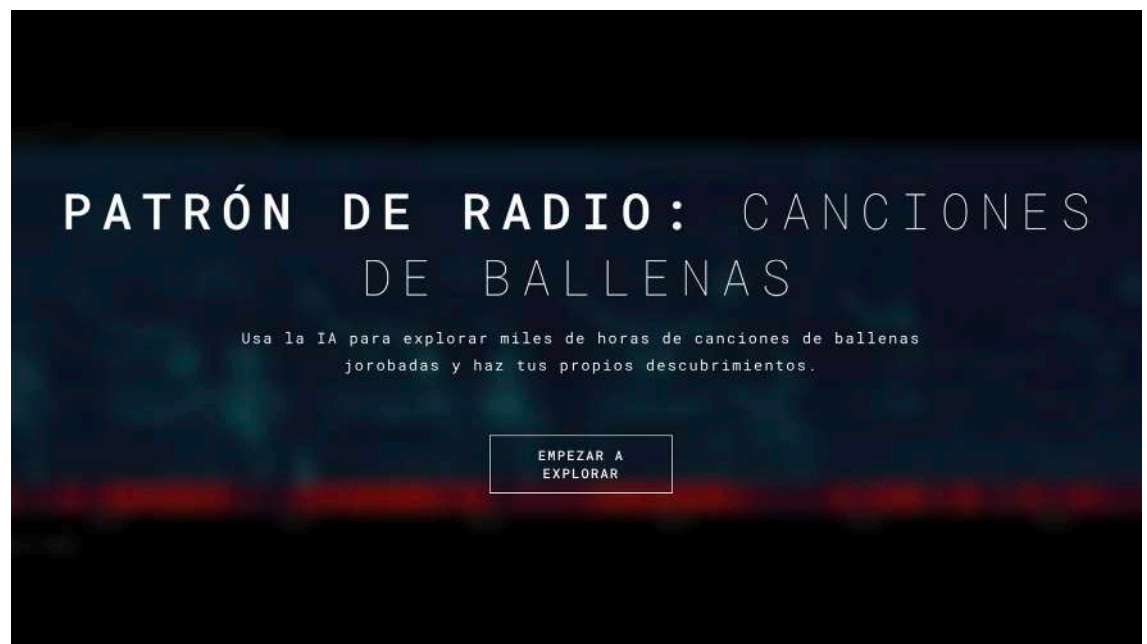 PATRÓN DE RADIO: CANCIONES
DE BALLENAS
Usa la IA para explorar miles de horas de canciones de ballenas
jorobadas y haz tus propios descubrimientos.
EMPEZAR A
EXPLORAR